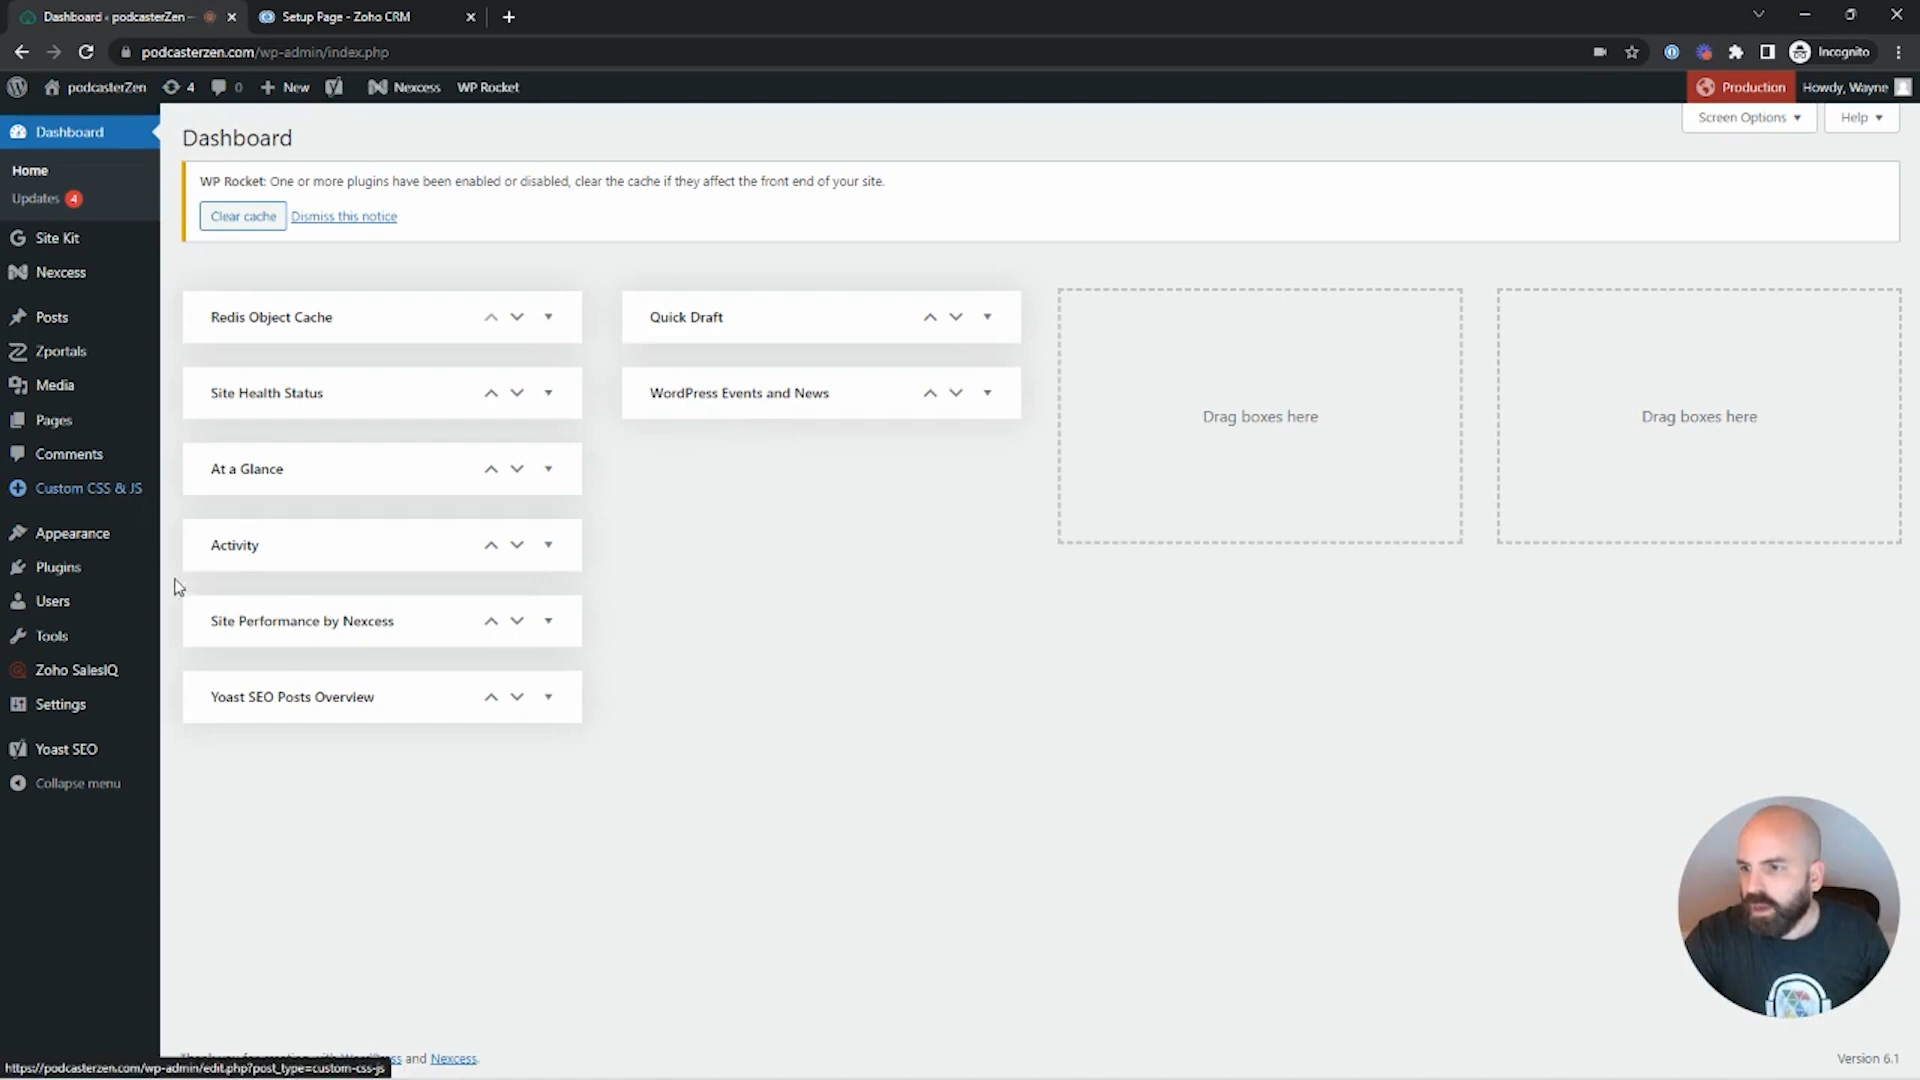 Dashboard ‹ podcasterZen —
Setup Page - Zoho CRM
podcasterzen.com/wp-admin/index.php
Incognito
podcasterZen
4
0
New
Nexcess
WP Rocket
Production
Howdy, Wayne
Dashboard
Home
Updates 4
Site Kit
Nexcess
Posts
Zportals
Media
Pages
Comments
Custom CSS & JS
Appearance
Plugins
Users
Tools
Zoho SalesIQ
Settings
Yoast SEO
Collapse menu
Screen Options
Help
Dashboard
WP Rocket: One or more plugins have been enabled or disabled, clear the cache if they affect the front end of your site.
Clear cache
Dismiss this notice
Redis Object Cache
Site Health Status
At a Glance
Activity
Site Performance by Nexcess
Yoast SEO Posts Overview
Quick Draft
WordPress Events and News
Drag boxes here
Drag boxes here
and Nexcess.
Version 6.1
https://podcasterzen.com/wp-admin/edit.php?post_type=custom-css-js